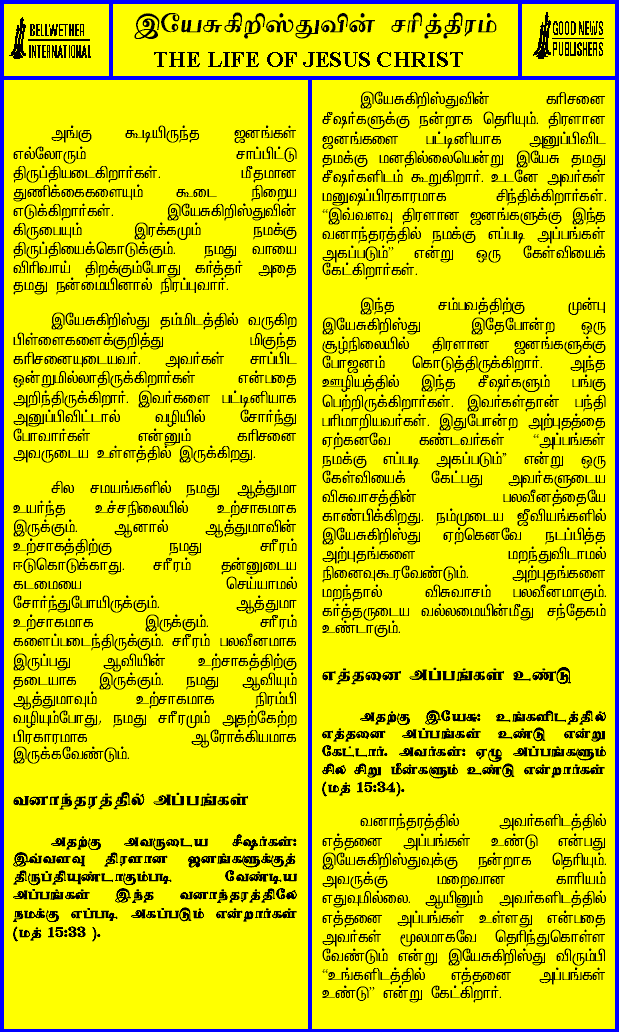 BELLWETHER
INTERNATIONAL
இயேசுகிறிஸ்துவின் சரித்திரம்
THE LIFE OF JESUS CHRIST
GOOD NEWS
PUBLISHERS
அங்கு கூடியிருந்த ஜனங்கள்
எல்லோரும் சாப்பிட்டு
திருப்தியடைகிறார்கள். மீதமான
துணிக்கைகளையும் கூடை நிறைய
எடுக்கிறார்கள். இயேசுகிறிஸ்துவின்
கிருபையும் இரக்கமும் நமக்கு
திருப்தியைக்கொடுக்கும். நமது வாயை
விரிவாய் திறக்கும்போது கர்த்தர் அதை
தமது நன்மையினால் நிரப்புவார்.
இயேசுகிறிஸ்து தம்மிடத்தில் வருகிற
பிள்ளைகளைக்குறித்து மிகுந்த
கரிசனையுடையவர். அவர்கள் சாப்பிட
ஒன்றுமில்லாதிருக்கிறார்கள் என்பதை
அறிந்திருக்கிறார். இவர்களை பட்டினியாக
அனுப்பிவிட்டால் வழியில் சோர்ந்து
போவார்கள் என்னும் கரிசனை
அவருடைய உள்ளத்தில் இருக்கிறது.
சில சமயங்களில் நமது ஆத்துமா
உயர்ந்த உச்சநிலையில் உற்சாகமாக
இருக்கும். ஆனால் ஆத்துமாவின்
உற்சாகத்திற்கு நமது சரீரம்
ஈடுகொடுக்காது. சரீரம் தன்னுடைய
கடமையை செய்யாமல்
சோர்ந்துபோயிருக்கும். ஆத்துமா
உற்சாகமாக இருக்கும். சரீரம்
களைப்படைந்திருக்கும். சரீரம் பலவீனமாக
இருப்பது ஆவியின் உற்சாகத்திற்கு
தடையாக இருக்கும். நமது ஆவியும்
ஆத்துமாவும் உற்சாகமாக நிரம்பி
வழியும்போது, நமது சரீரமும் அதற்கேற்ற
பிரகாரமாக ஆரோக்கியமாக
இருக்கவேண்டும்.
வனாந்தரத்தில் அப்பங்கள்
அதற்கு அவருடைய சீஷர்கள்:
இவ்வளவு திரளான ஜனங்களுக்குத்
திருப்தியுண்டாகும்படி, வேண்டிய
அப்பங்கள் இந்த வனாந்தரத்திலே
நமக்கு எப்படி, அகப்படும் என்றார்கள்
(மத் 15:33 ).
இயேசுகிறிஸ்துவின் கரிசனை
சீஷர்களுக்கு நன்றாக தெரியும். திரளான
ஜனங்களை பட்டினியாக அனுப்பிவிட
தமக்கு மனதில்லையென்று இயேசு தமது
சீஷர்களிடம் கூறுகிறார். உடனே அவர்கள்
மனுஷப்பிரகாரமாக சிந்திக்கிறார்கள்.
“இவ்வளவு திரளான ஜனங்களுக்கு இந்த
வனாந்தரத்தில் நமக்கு எப்படி அப்பங்கள்
அகப்படும்” என்று ஒரு கேள்வியைக்
கேட்கிறார்கள்.
இந்த சம்பவத்திற்கு முன்பு
இயேசுகிறிஸ்து இதேபோன்ற ஒரு
சூழ்நிலையில் திரளான ஜனங்களுக்கு
போஜனம் கொடுத்திருக்கிறார். அந்த
ஊழியத்தில் இந்த சீஷர்களும் பங்கு
பெற்றிருக்கிறார்கள். இவர்கள்தான் பந்தி
பரிமாறியவர்கள். இதுபோன்ற அற்புதத்தை
ஏற்கனவே கண்டவர்கள் “அப்பங்கள்
நமக்கு எப்படி அகப்படும்” என்று ஒரு
கேள்வியைக் கேட்பது அவர்களுடைய
விசுவாசத்தின் பலவீனத்தையே
காண்பிக்கிறது. நம்முடைய ஜீவியங்களில்
இயேசுகிறிஸ்து ஏற்கெனவே நடப்பித்த
அற்புதங்களை மறந்துவிடாமல்
நினைவுகூரவேண்டும். அற்புதங்களை
மறந்தால் விசுவாசம் பலவீனமாகும்.
கர்த்தருடைய வல்லமையின்மீது சந்தேகம்
உண்டாகும்.
எத்தனை அப்பங்கள் உண்டு
அதற்கு இயேசு: உங்களிடத்தில்
எத்தனை அப்பங்கள் உண்டு என்று
கேட்டார். அவர்கள்: ஏழு அப்பங்களும்
சில சிறு மீன்களும் உண்டு என்றார்கள்
(மத் 15:34).
வனாந்தரத்தில் அவர்களிடத்தில்
எத்தனை அப்பங்கள் உண்டு என்பது
இயேசுகிறிஸ்துவுக்கு நன்றாக தெரியும்.
அவருக்கு மறைவான காரியம்
எதுவுமில்லை. ஆயினும் அவர்களிடத்தில்
எத்தனை அப்பங்கள் உள்ளது என்பதை
அவர்கள் மூலமாகவே தெரிந்துகொள்ள
வேண்டும் என்று இயேசுகிறிஸ்து விரும்பி
“உங்களிடத்தில் எத்தனை அப்பங்கள்
உண்டு” என்று கேட்கிறார்.